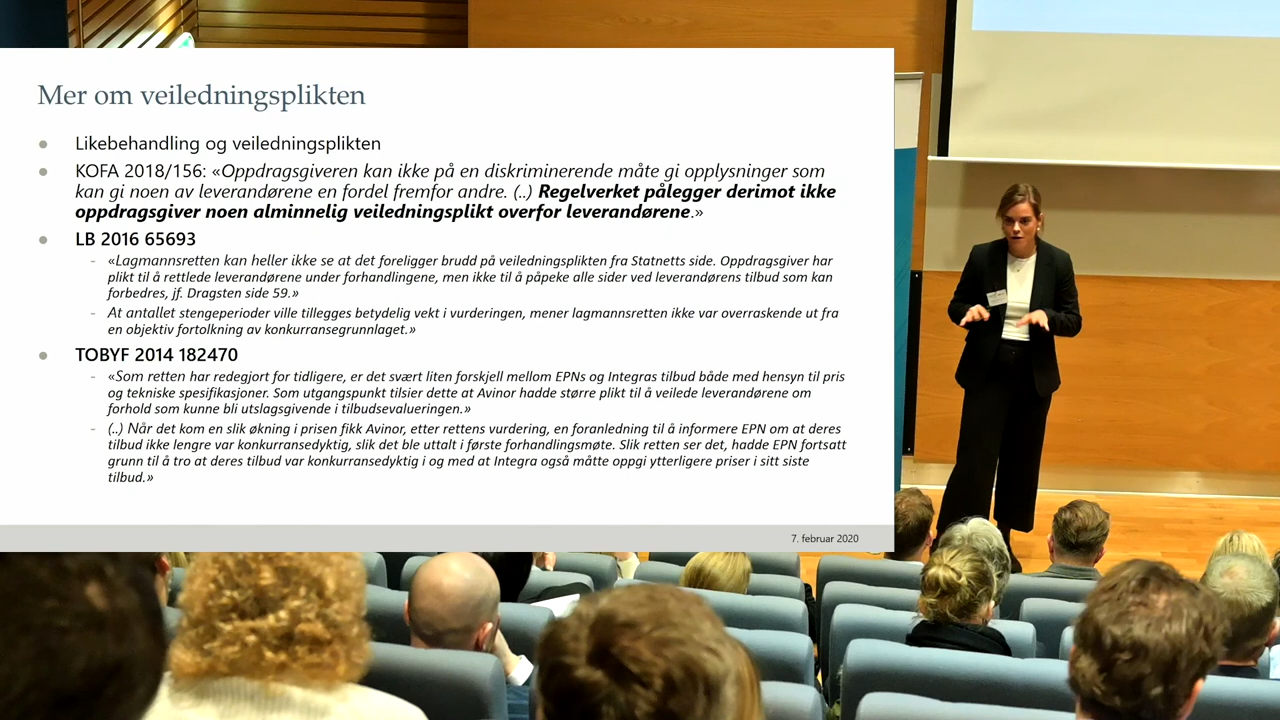 Mer om veiledningsplikten
● Likebehandling og veiledningsplikten
● KOFA 2018/156: «Oppdragsgiveren kan ikke på en diskriminerende måte gi opplysninger som
kan gi noen av leverandørene en fordel fremfor andre. (..) Regelverket pålegger derimot ikke
oppdragsgiver noen alminnelig veiledningsplikt overfor leverandørene.»
● LB 2016 65693
- «Lagmannsretten kan heller ikke se at det foreligger brudd på veiledningsplikten fra Statnetts side. Oppdragsgiver har
plikt til å rettlede leverandørene under forhandlingene, men ikke til å påpeke alle sider ved leverandørens tilbud som kan
forbedres, jf. Dragsten side 59.»
- At antallet stengeperioder ville tillegges betydelig vekt i vurderingen, mener lagmannsretten ikke var overraskende ut fra
en objektiv fortolkning av konkurransegrunnlaget.»
● TOBYF 2014 182470
- «Som retten har redegjort for tidligere, er det svært liten forskjell mellom EPNs og Integras tilbud både med hensyn til pris
og tekniske spesifikasjoner. Som utgangspunkt tilsier dette at Avinor hadde større plikt til å veilede leverandørene om
forhold som kunne bli utslagsgivende i tilbudsevalueringen.»
- (..) Når det kom en slik økning i prisen fikk Avinor, etter rettens vurdering, en foranledning til å informere EPN om at deres
tilbud ikke lengre var konkurransedyktig, slik det ble uttalt i første forhandlingsmøte. Slik retten ser det, hadde EPN fortsatt
grunn til å tro at deres tilbud var konkurransedyktig i og med at Integra også måtte oppgi ytterligere priser i sitt siste
tilbud.»
7. februar 2020